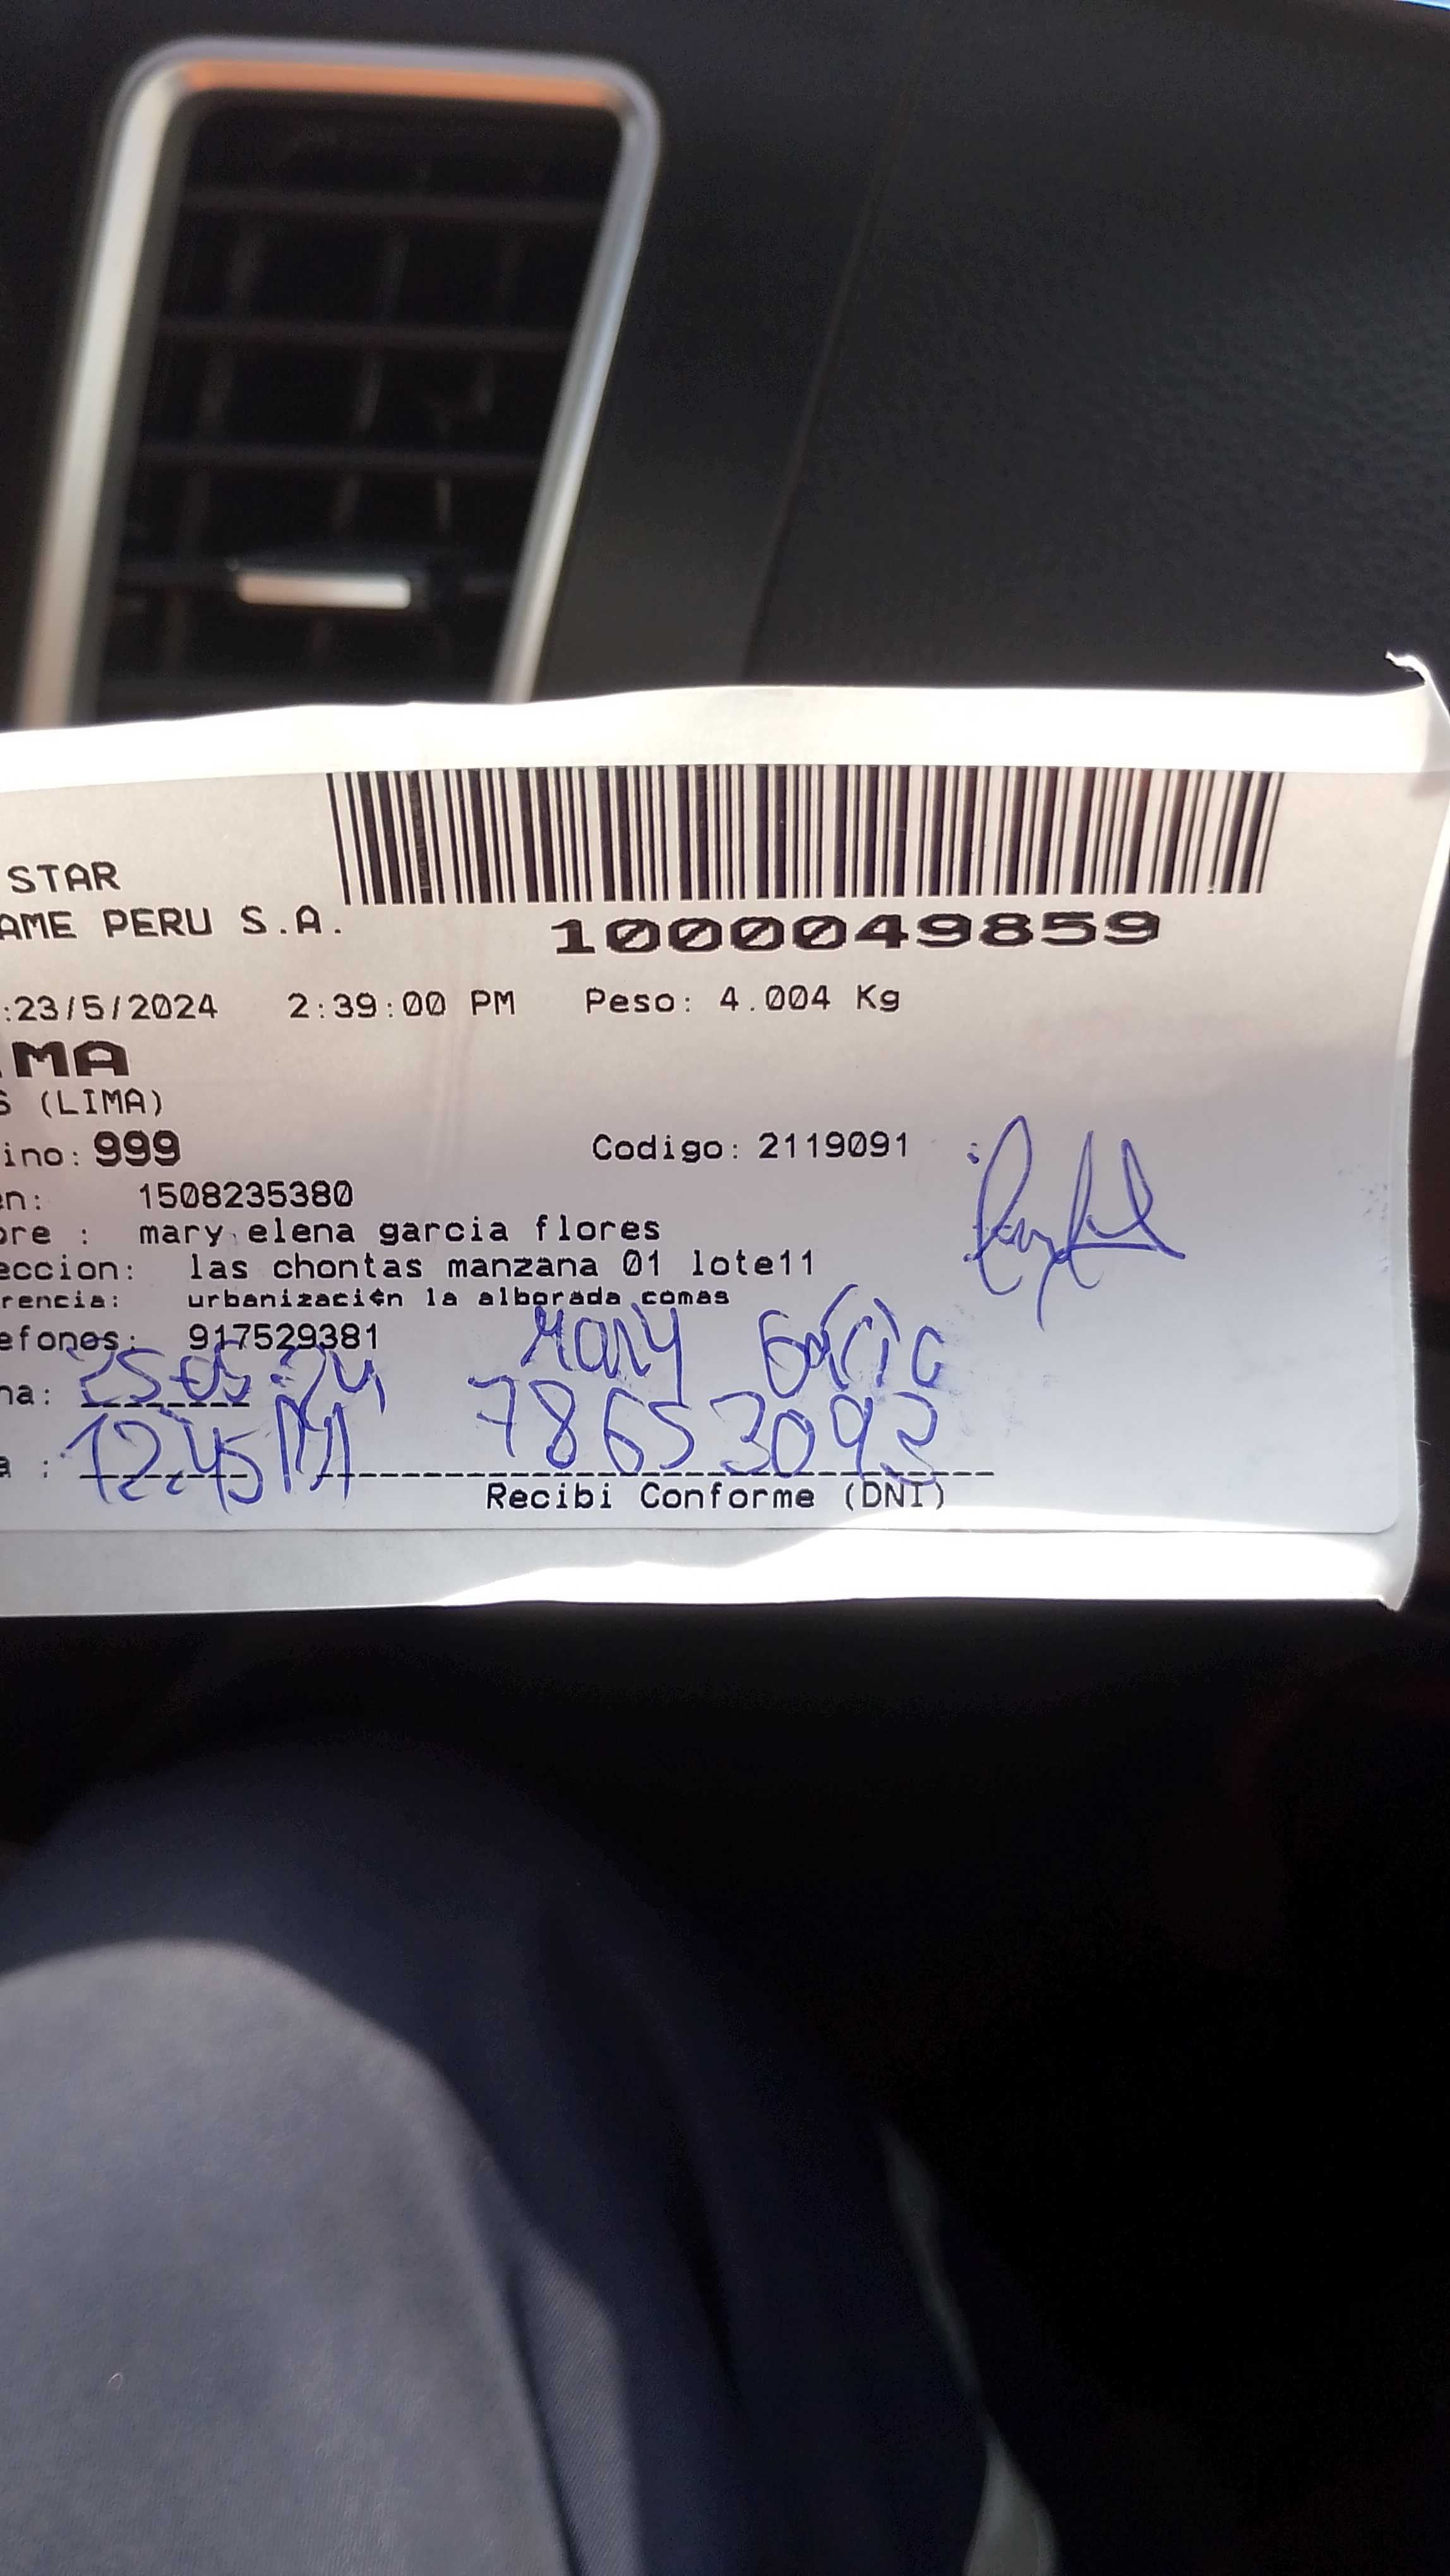 STAR
AME PERU S.A.
1000049859
:23/5/2024 2:39:00 PM Peso: 4.004 Kg
MA
S (LIMA)
ino: 999 Codigo: 2119091
en: 1508235380
bre : mary elena garcia flores
eccion: las chontas manzana 01 lote11
rencia: urbanizaci¢n la alborada comas
efonos: 917529381
Mary Garcia
ha: 25-05-24
78653093
a : 12:45 PM
Recibi Conforme (DNI)